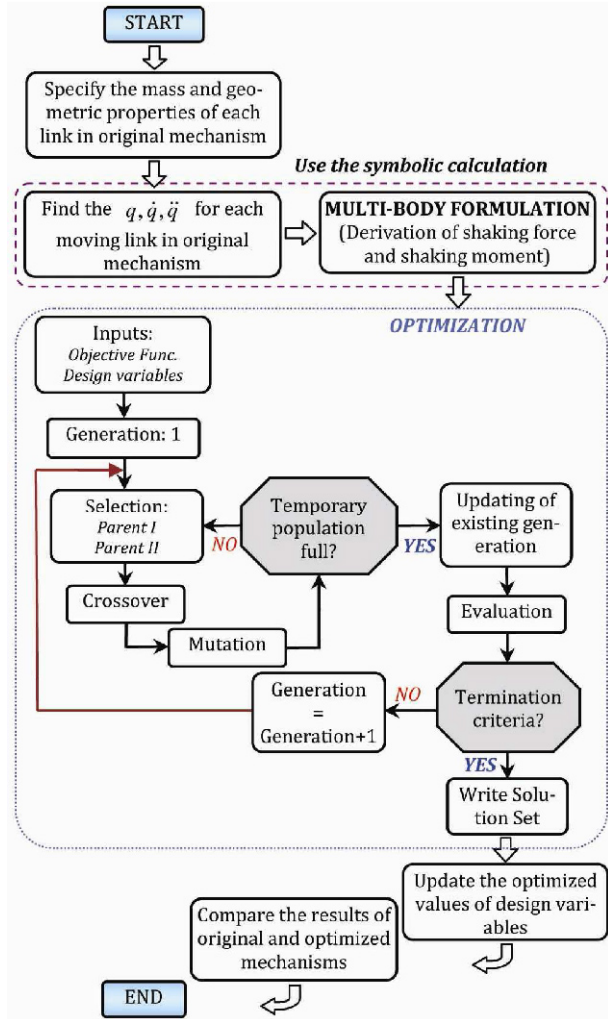 START
Specify the mass and geo-
metric properties of each
link in original mechanism
Use the symbolic calculation
Find the q, q̇, q̈ for each
moving link in original
mechanism
MULTI-BODY FORMULATION
(Derivation of shaking force
and shaking moment)
OPTIMIZATION
Inputs:
Objective Func.
Design variables
Generation: 1
Selection:
Parent I
Parent II
NO
Temporary
population
full?
YES
Updating of
existing gen-
eration
Crossover
Mutation
Evaluation
Generation
=
Generation+1
NO
Termination
criteria?
YES
Write Solu-
tion Set
Update the optimized
values of design vari-
ables
Compare the results of
original and optimized
mechanisms
END